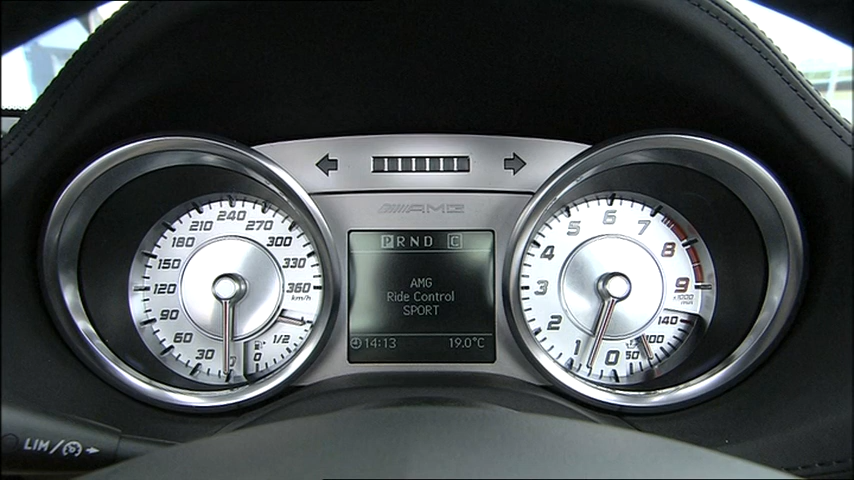 AMG
P R N D C
AMG
Ride Control
SPORT
14:13 19.0°C
0
30
60
90
120
150
180
210
240
270
300
330
360
km/h
1/2
0
0
1
2
3
4
5
6
7
8
9
x1000
min
140
100
50
LIM/